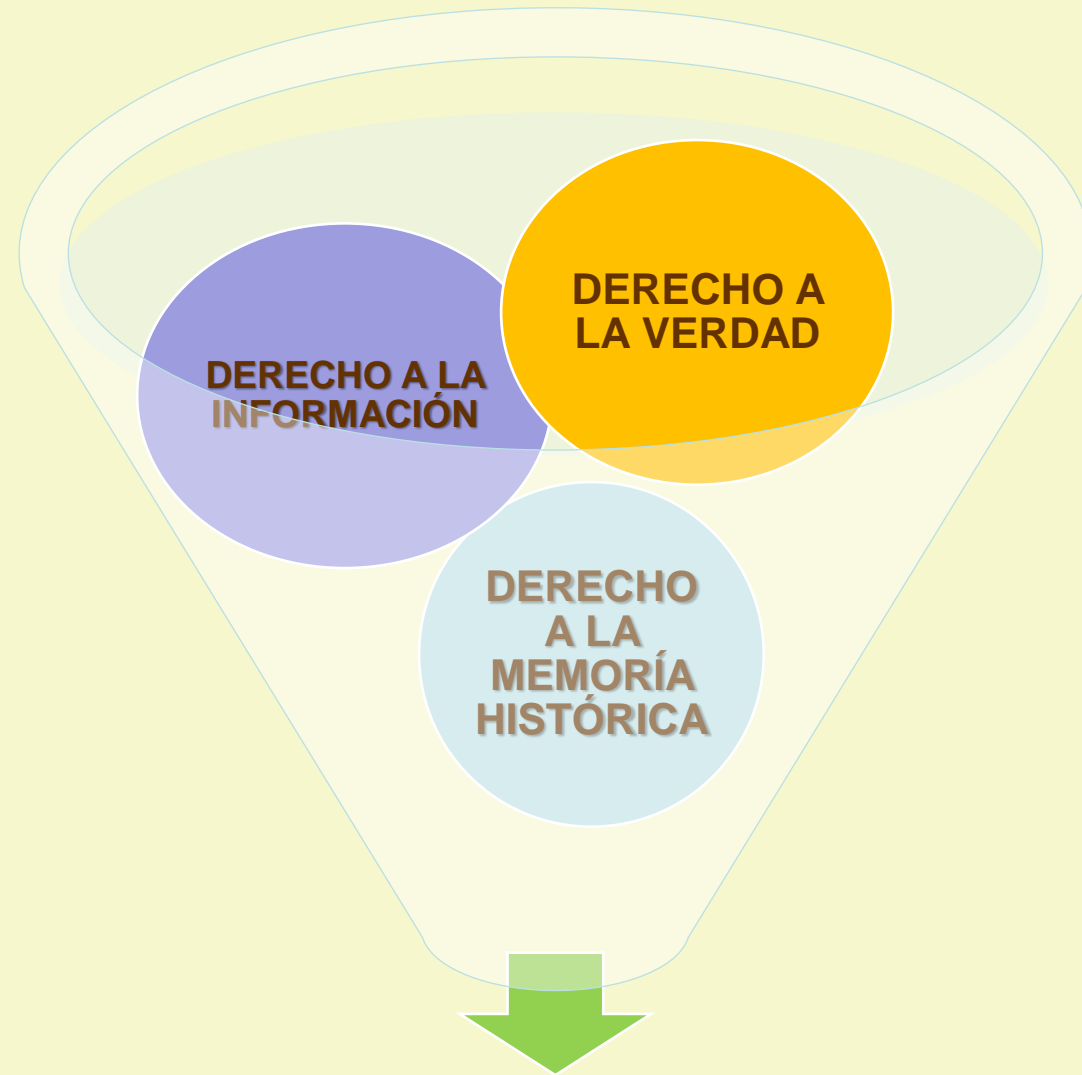 DERECHO A
LA VERDAD
DERECHO A LA
INFORMACIÓN
DERECHO
A LA
MEMORÍA
HISTÓRICA